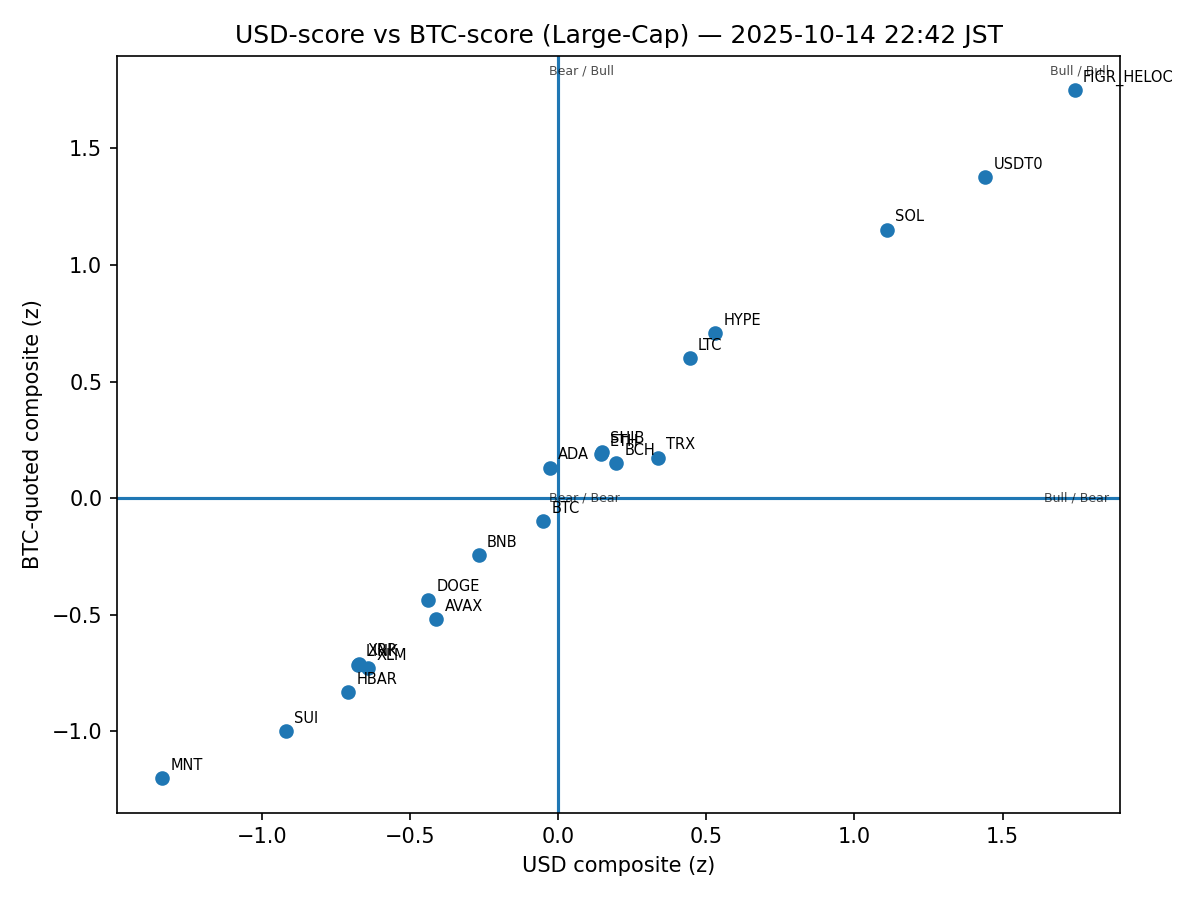 USD-score vs BTC-score (Large-Cap) — 2025-10-14 22:42 JST
Bear / Bull
Bull / Bull
FIGR_HELOC
USDT0
SOL
HYPE
LTC
SHIB
ETH
BCH
TRX
ADA
Bear / Bear
Bull / Bear
BTC
BNB
DOGE
AVAX
XRP
LINK
XLM
HBAR
SUI
MNT
BTC-quoted composite (z)
1.5
1.0
0.5
0.0
−0.5
−1.0
−1.0
−0.5
0.0
0.5
1.0
1.5
USD composite (z)